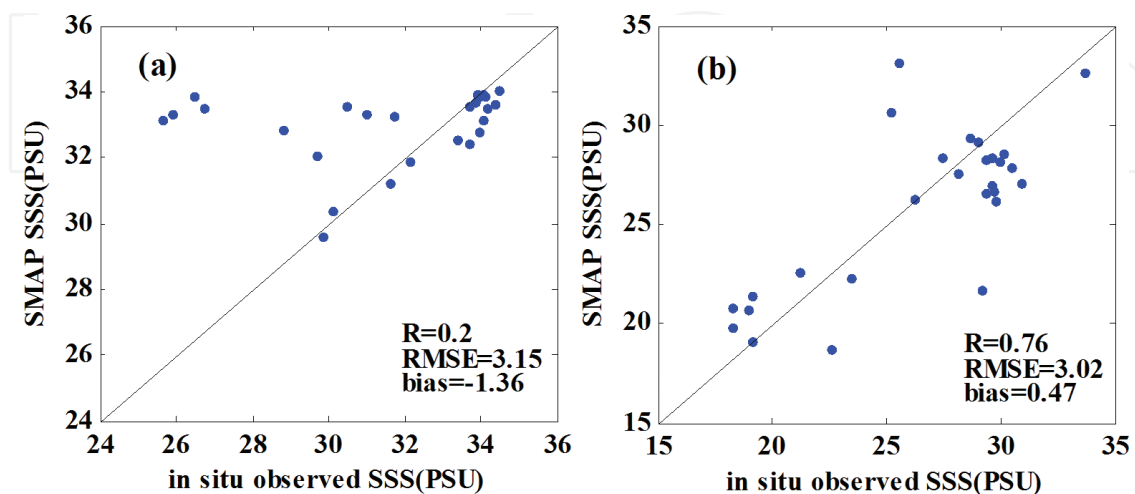 (a)
SMAP SSS(PSU)
36
34
32
30
28
26
24
R=0.2
RMSE=3.15
bias=-1.36
24 26 28 30 32 34 36
in situ observed SSS(PSU)
(b)
SMAP SSS(PSU)
35
30
25
20
15
R=0.76
RMSE=3.02
bias=0.47
15 20 25 30 35
in situ observed SSS(PSU)